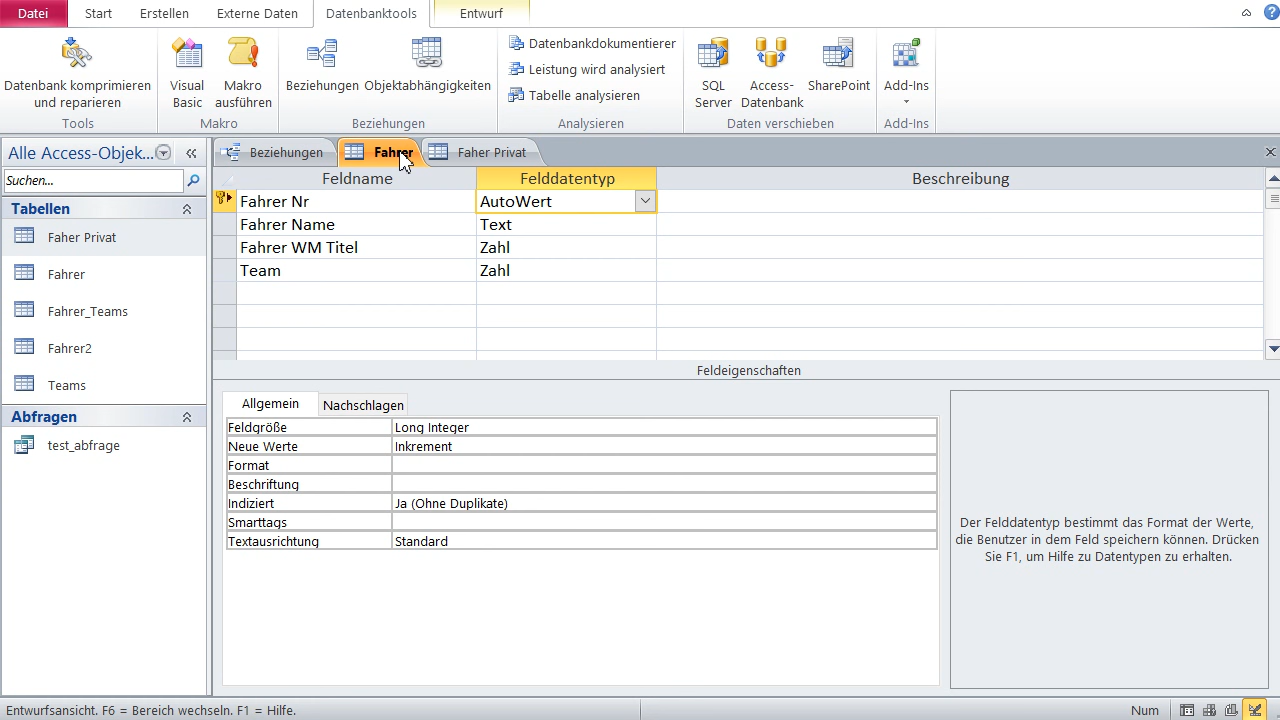 Datei Start Erstellen Externe Daten Datenbanktools Entwurf
Datenbank komprimieren
und reparieren
Tools
Visual
Basic
Makro
ausführen
Makro
Beziehungen Objektabhängigkeiten
Beziehungen
Datenbankdokumentierer
Leistung wird analysiert
Tabelle analysieren
Analysieren
SQL
Server
Access-
Datenbank
SharePoint
Daten verschieben
Add-Ins
Add-Ins
Alle Access-Objek...
Suchen...
Tabellen
Faher Privat
Fahrer
Fahrer_Teams
Fahrer2
Teams
Abfragen
test_abfrage
Beziehungen Fahrer Faher Privat
Feldname Felddatentyp Beschreibung
Fahrer Nr AutoWert
Fahrer Name Text
Fahrer WM Titel Zahl
Team Zahl
Feldeigenschaften
Allgemein Nachschlagen
Feldgröße Long Integer
Neue Werte Inkrement
Format
Beschriftung
Indiziert Ja (Ohne Duplikate)
Smarttags
Textausrichtung Standard
Der Felddatentyp bestimmt das Format der Werte,
die Benutzer in dem Feld speichern können. Drücken
Sie F1, um Hilfe zu Datentypen zu erhalten.
Entwurfsansicht. F6 = Bereich wechseln. F1 = Hilfe. Num